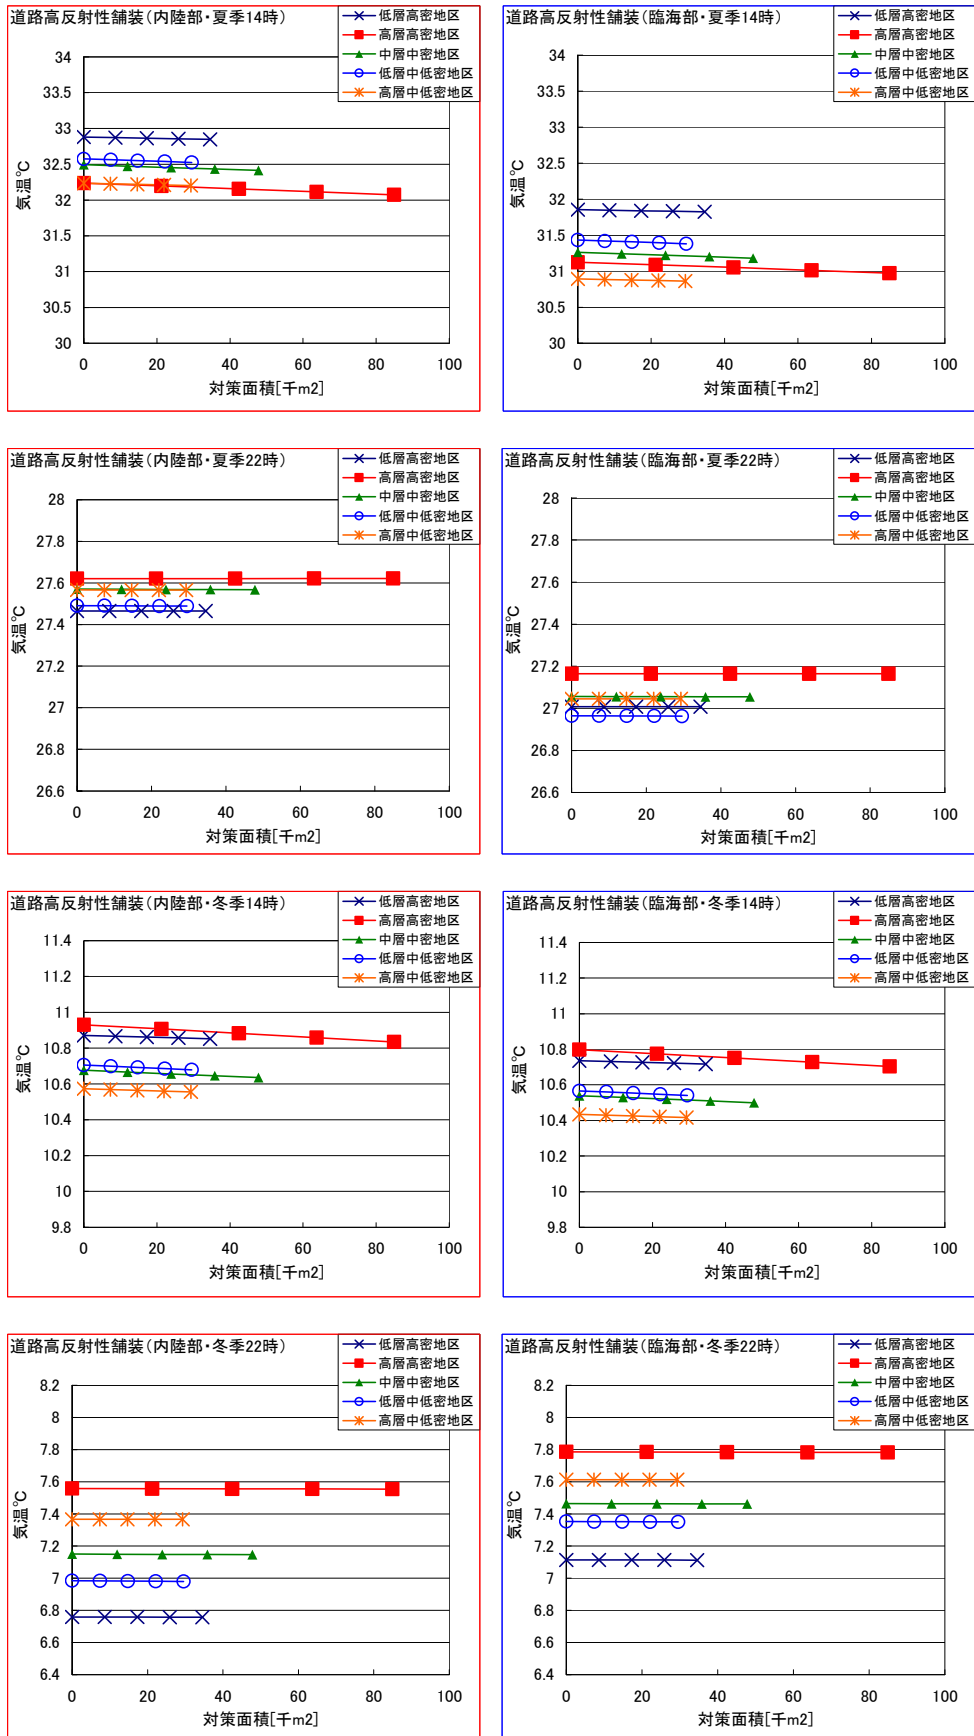 道路高反射性舗装(内陸部・夏季14時)
低層高密地区
高層高密地区
中層中密地区
低層中低密地区
高層中低密地区
34
33.5
33
32.5
32
31.5
31
30.5
30
気温℃
0 20 40 60 80 100
対策面積[千m2]
道路高反射性舗装(臨海部・夏季14時)
低層高密地区
高層高密地区
中層中密地区
低層中低密地区
高層中低密地区
34
33.5
33
32.5
32
31.5
31
30.5
30
気温℃
0 20 40 60 80 100
対策面積[千m2]
道路高反射性舗装(内陸部・夏季22時)
低層高密地区
高層高密地区
中層中密地区
低層中低密地区
高層中低密地区
28
27.8
27.6
27.4
27.2
27
26.8
26.6
気温℃
0 20 40 60 80 100
対策面積[千m2]
道路高反射性舗装(臨海部・夏季22時)
低層高密地区
高層高密地区
中層中密地区
低層中低密地区
高層中低密地区
28
27.8
27.6
27.4
27.2
27
26.8
26.6
気温℃
0 20 40 60 80 100
対策面積[千m2]
道路高反射性舗装(内陸部・冬季14時)
低層高密地区
高層高密地区
中層中密地区
低層中低密地区
高層中低密地区
11.4
11.2
11
10.8
10.6
10.4
10.2
10
9.8
気温℃
0 20 40 60 80 100
対策面積[千m2]
道路高反射性舗装(臨海部・冬季14時)
低層高密地区
高層高密地区
中層中密地区
低層中低密地区
高層中低密地区
11.4
11.2
11
10.8
10.6
10.4
10.2
10
9.8
気温℃
0 20 40 60 80 100
対策面積[千m2]
道路高反射性舗装(内陸部・冬季22時)
低層高密地区
高層高密地区
中層中密地区
低層中低密地区
高層中低密地区
8.2
8
7.8
7.6
7.4
7.2
7
6.8
6.6
6.4
気温℃
0 20 40 60 80 100
対策面積[千m2]
道路高反射性舗装(臨海部・冬季22時)
低層高密地区
高層高密地区
中層中密地区
低層中低密地区
高層中低密地区
8.2
8
7.8
7.6
7.4
7.2
7
6.8
6.6
6.4
気温℃
0 20 40 60 80 100
対策面積[千m2]